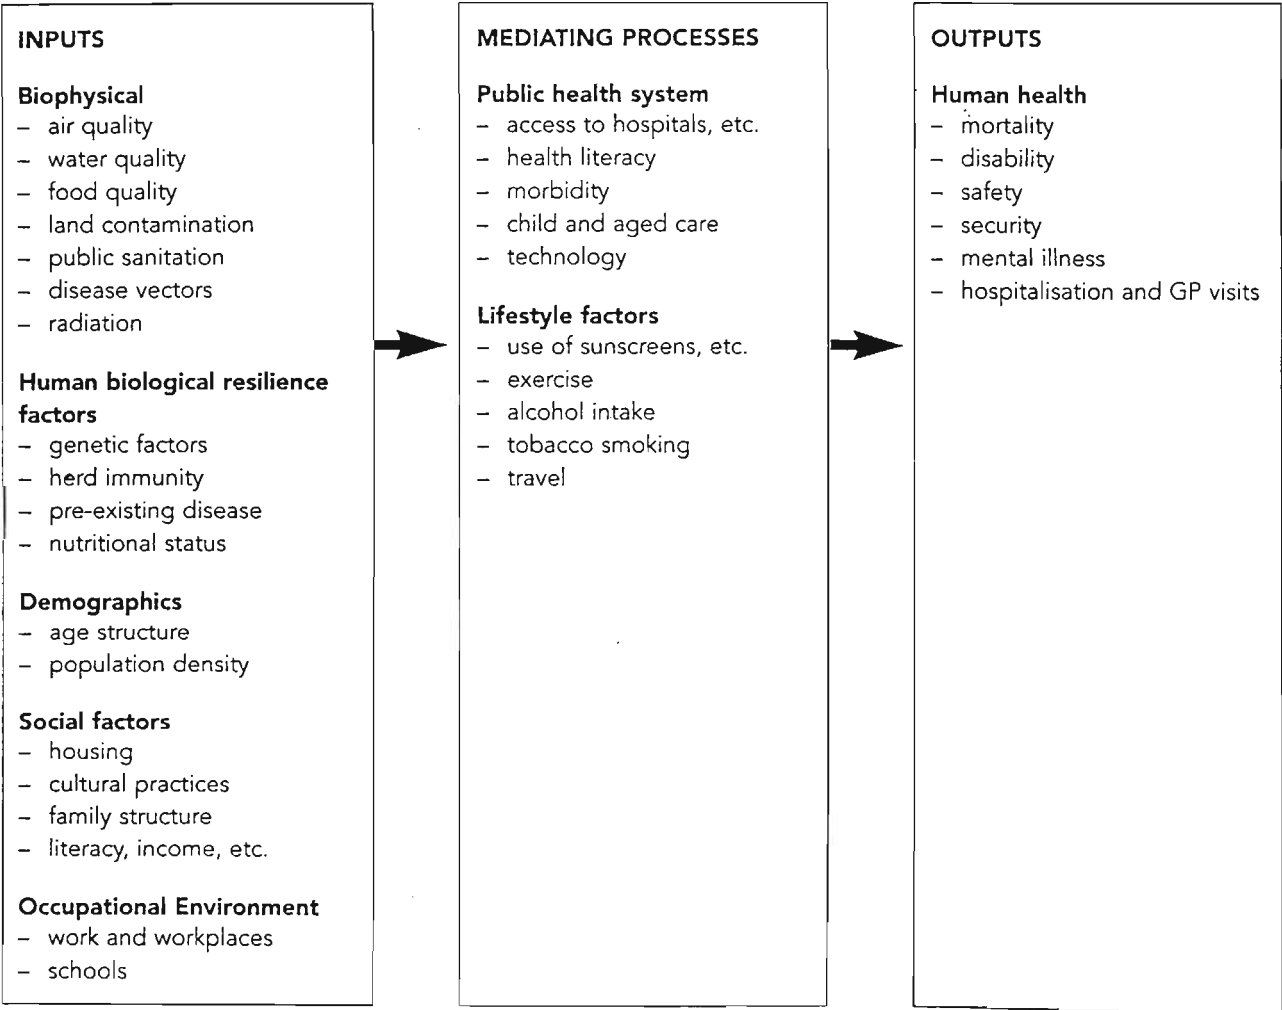 INPUTS
Biophysical
– air quality
– water quality
– food quality
– land contamination
– public sanitation
– disease vectors
– radiation
Human biological resilience
factors
– genetic factors
– herd immunity
– pre-existing disease
– nutritional status
Demographics
– age structure
– population density
Social factors
– housing
– cultural practices
– family structure
– literacy, income, etc.
Occupational Environment
– work and workplaces
– schools
MEDIATING PROCESSES
Public health system
– access to hospitals, etc.
– health literacy
– morbidity
– child and aged care
– technology
Lifestyle factors
– use of sunscreens, etc.
– exercise
– alcohol intake
– tobacco smoking
– travel
OUTPUTS
Human health
– mortality
– disability
– safety
– security
– mental illness
– hospitalisation and GP visits